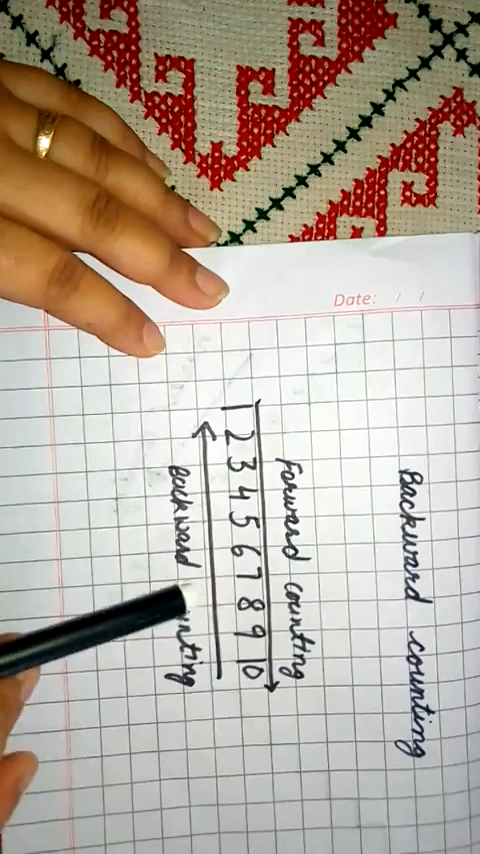 Date: / /
Backward counting
Forward counting
1 2 3 4 5 6 7 8 9 10
backward